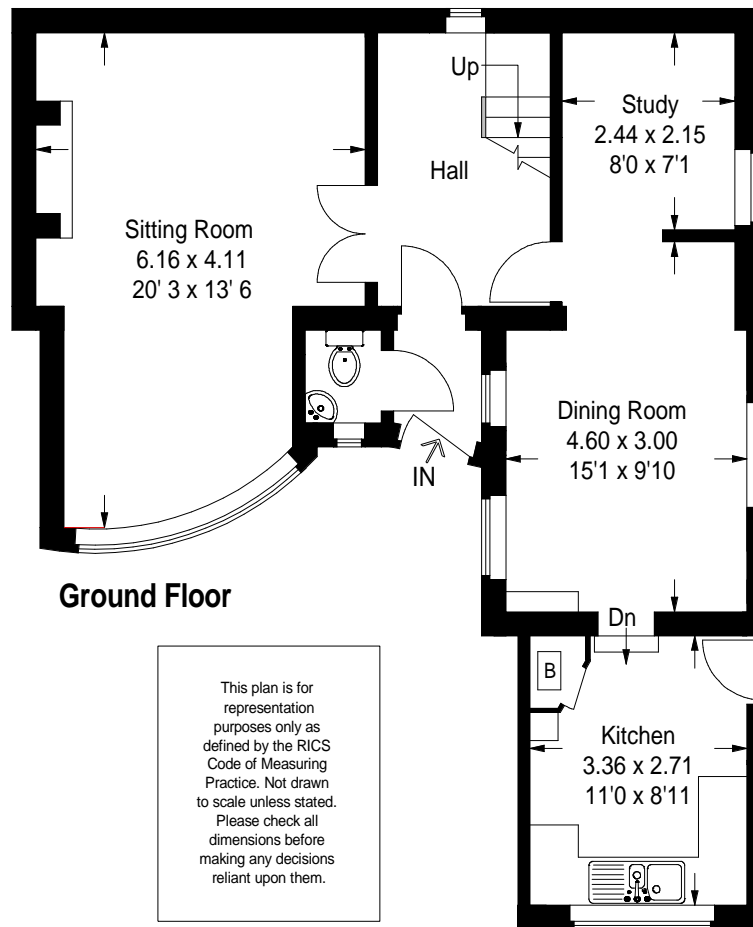 Up
Study
2.44 x 2.15
8'0 x 7'1
Hall
Sitting Room
6.16 x 4.11
20' 3 x 13' 6
Dining Room
4.60 x 3.00
15'1 x 9'10
IN
Ground Floor
Dn
B
Kitchen
3.36 x 2.71
11'0 x 8'11
This plan is for
representation
purposes only as
defined by the RICS
Code of Measuring
Practice. Not drawn
to scale unless stated.
Please check all
dimensions before
making any decisions
reliant upon them.